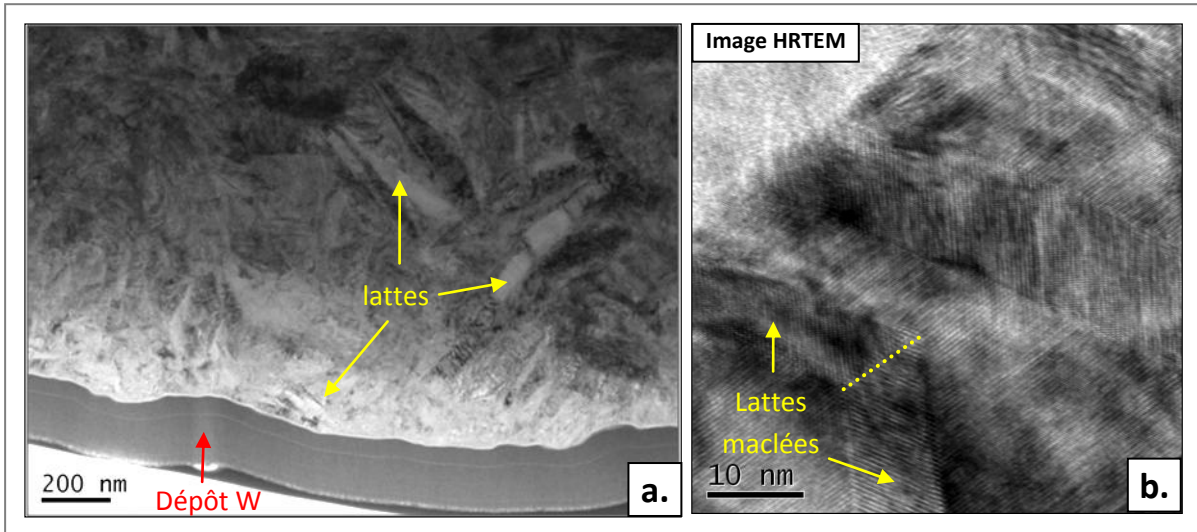 lattes
Dépôt W
200 nm
a.
Image HRTEM
Lattes
maclées
10 nm
b.